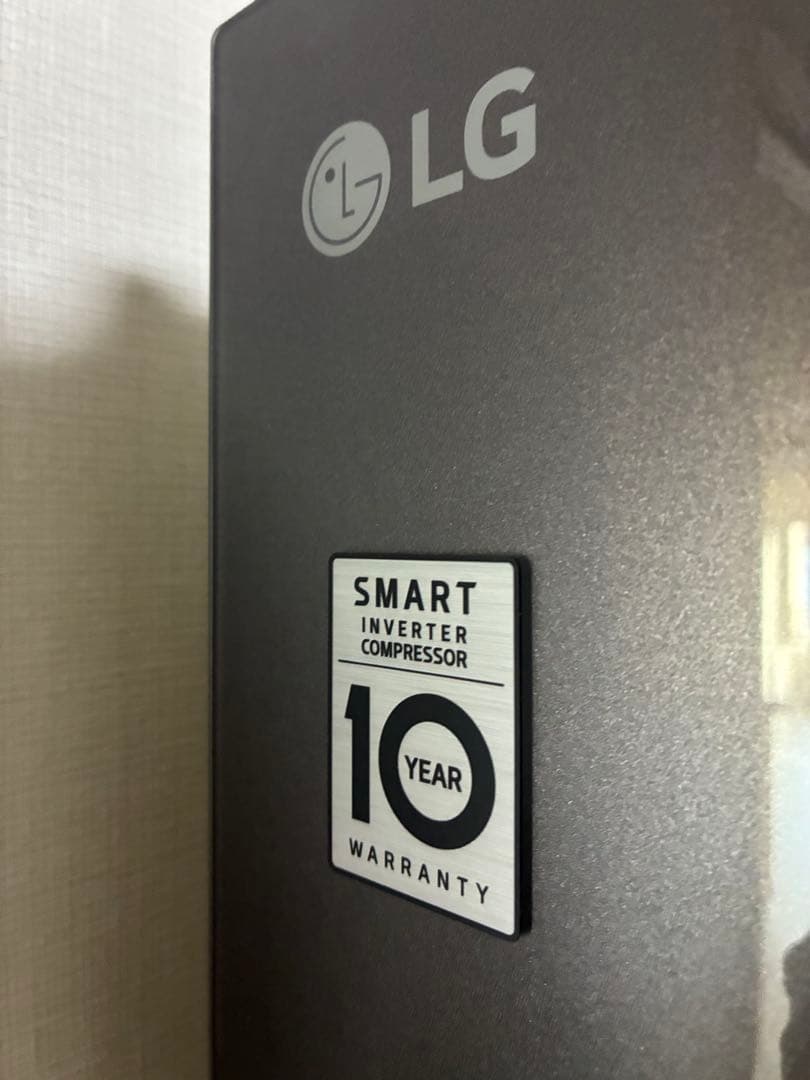 LG
SMART
INVERTER
COMPRESSOR
10
YEAR
WARRANTY